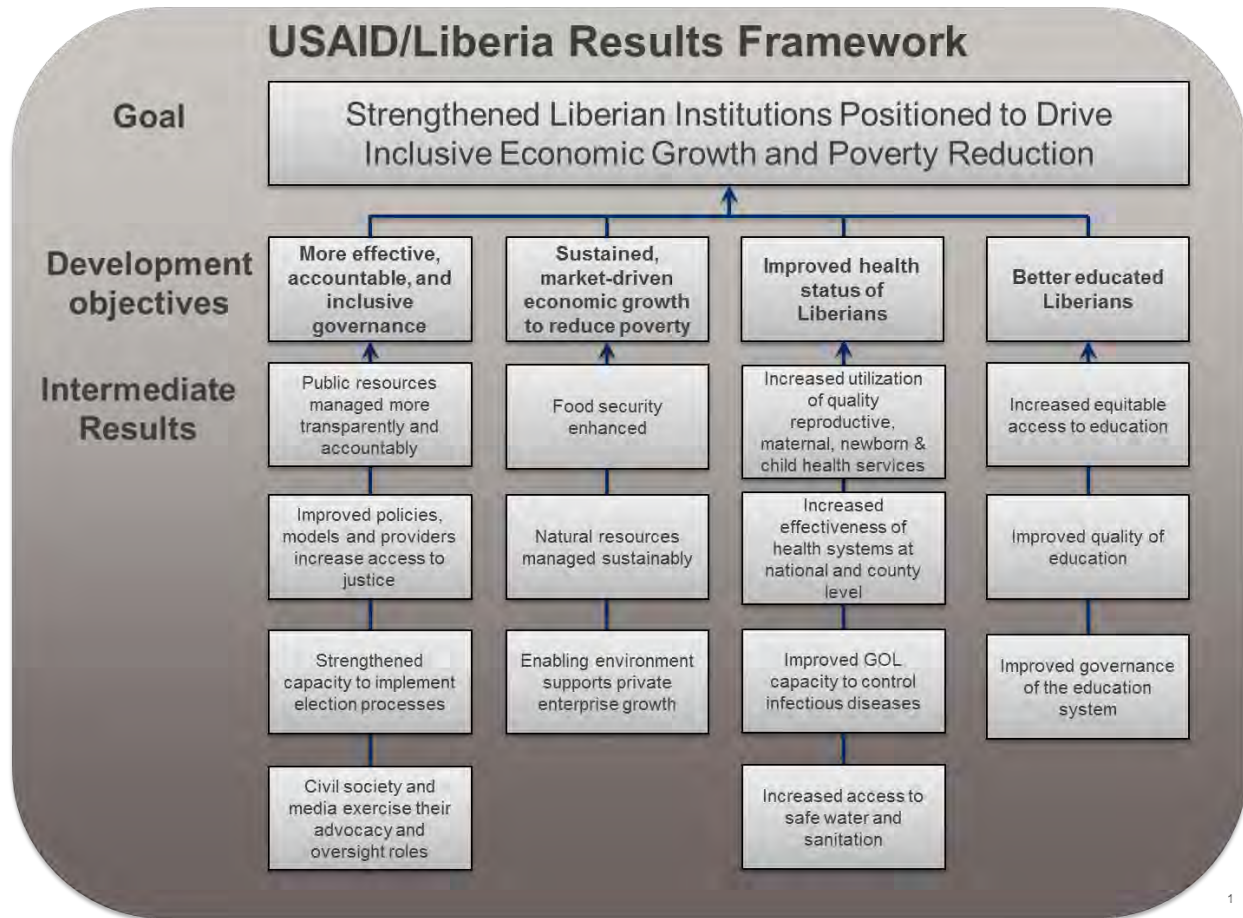 USAID/Liberia Results Framework
Goal
Strengthened Liberian Institutions Positioned to Drive
Inclusive Economic Growth and Poverty Reduction
Development
objectives
More effective,
accountable, and
inclusive
governance
Sustained,
market-driven
economic growth
to reduce poverty
Improved health
status of
Liberians
Better educated
Liberians
Intermediate
Results
Public resources
managed more
transparently and
accountably
Food security
enhanced
Increased utilization
of quality
reproductive,
maternal, newborn &
child health services
Increased equitable
access to education
Improved policies,
models and providers
increase access to
justice
Natural resources
managed sustainably
Increased
effectiveness of
health systems at
national and county
level
Improved quality of
education
Strengthened
capacity to implement
election processes
Enabling environment
supports private
enterprise growth
Improved GOL
capacity to control
infectious diseases
Improved governance
of the education
system
Civil society and
media exercise their
advocacy and
oversight roles
Increased access to
safe water and
sanitation
1